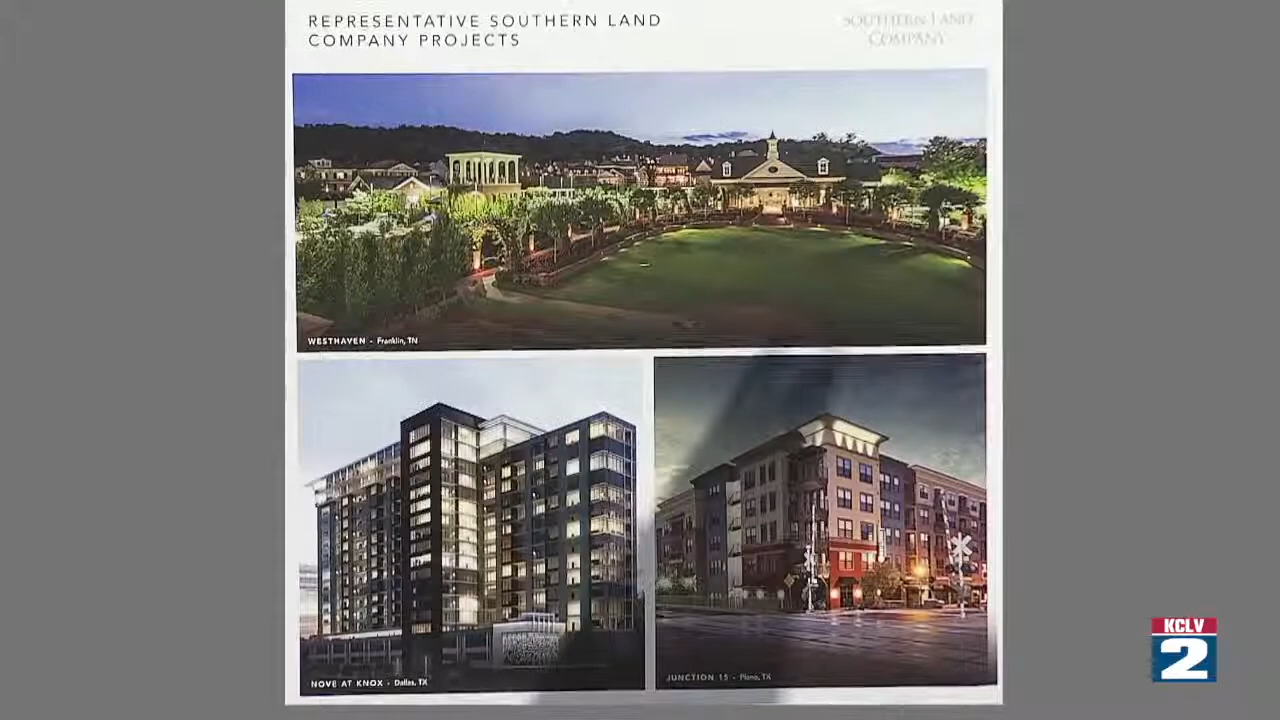 REPRESENTATIVE SOUTHERN LAND
COMPANY PROJECTS
SOUTHERN LAND
COMPANY
WESTHAVEN - Franklin, TN
NOVE AT KNOX - Dallas, TX
JUNCTION 15 - Plano, TX
KCLV
2